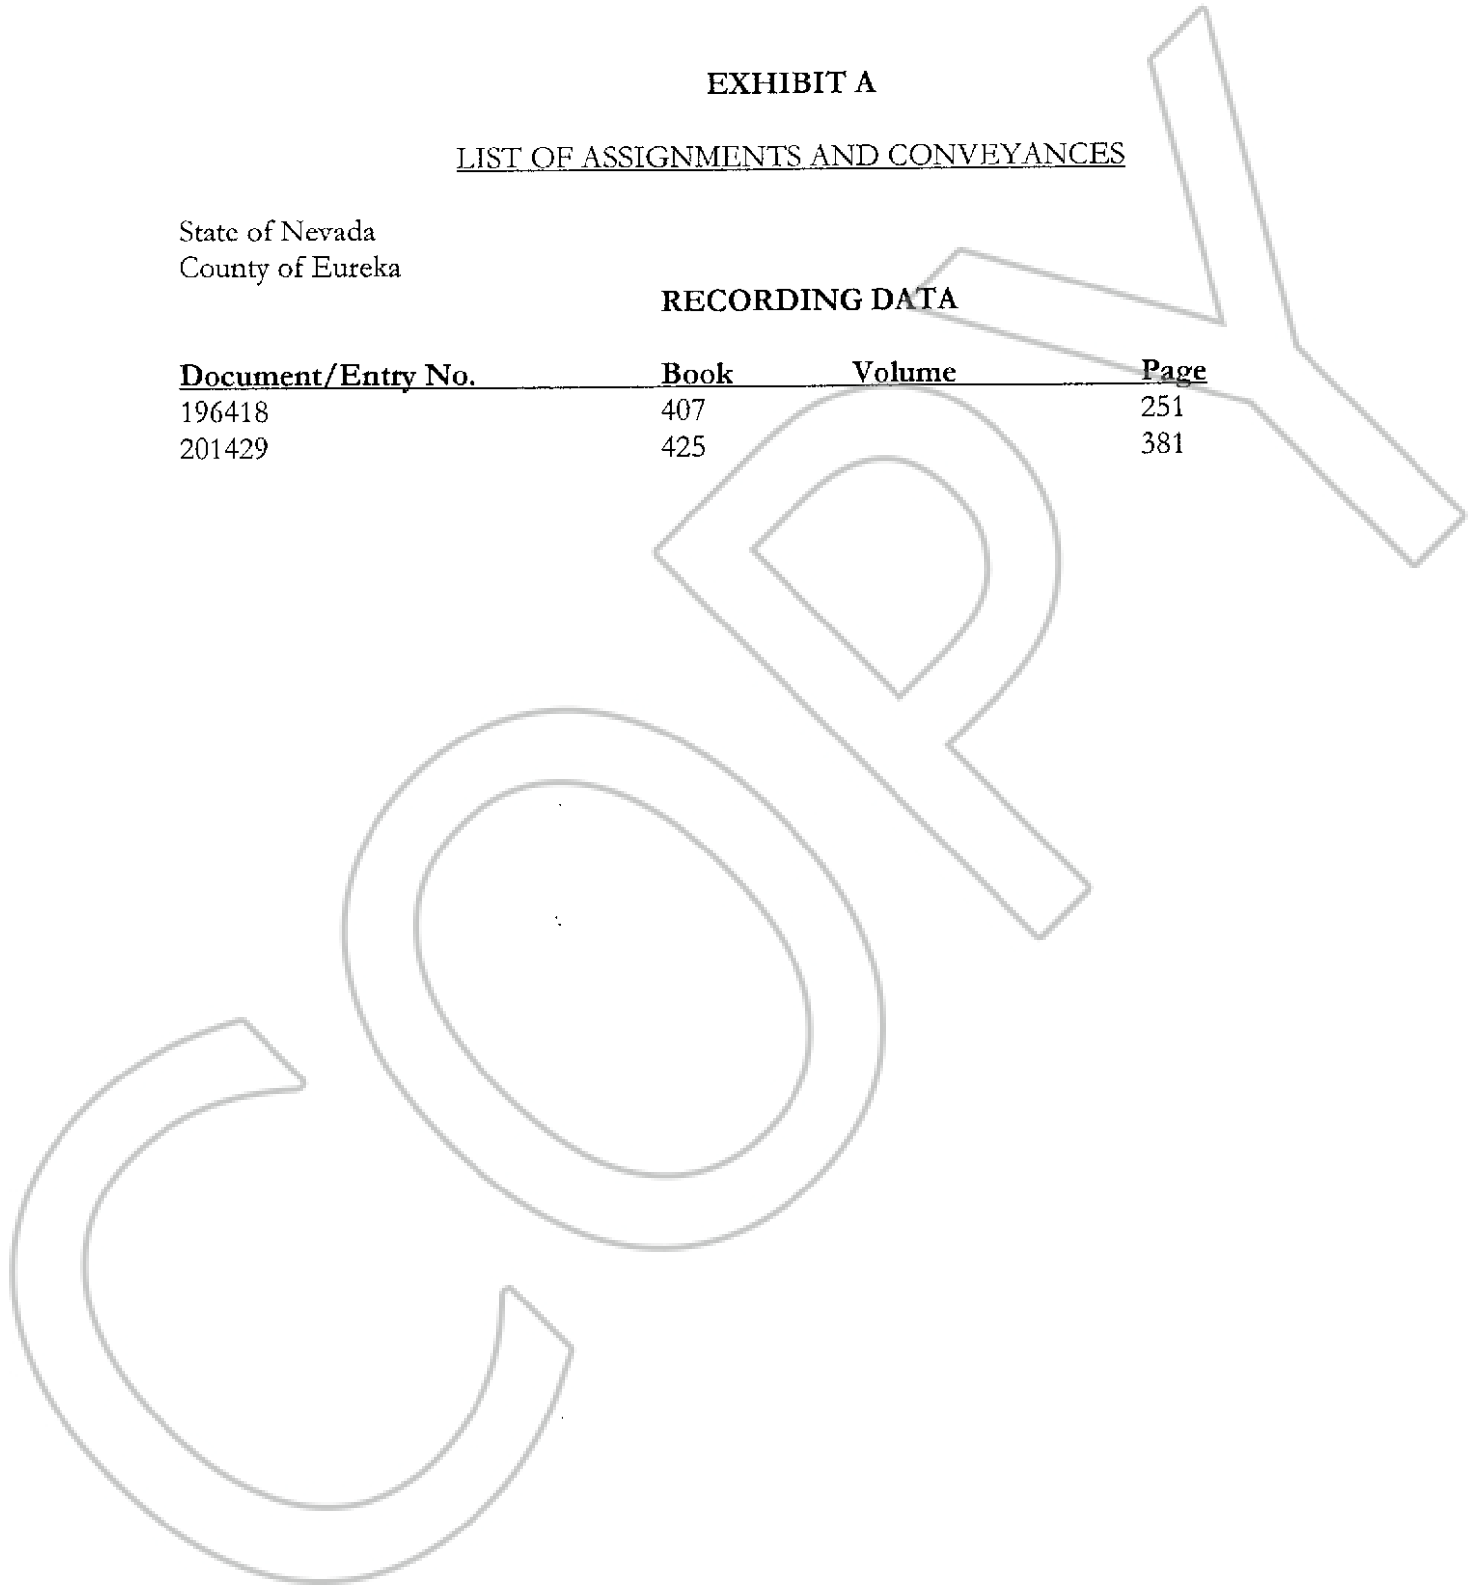 EXHIBIT A
LIST OF ASSIGNMENTS AND CONVEYANCES
State of Nevada
County of Eureka
RECORDING DATA
Document/Entry No. Book Volume Page
196418 407 251
201429 425 381
COPY